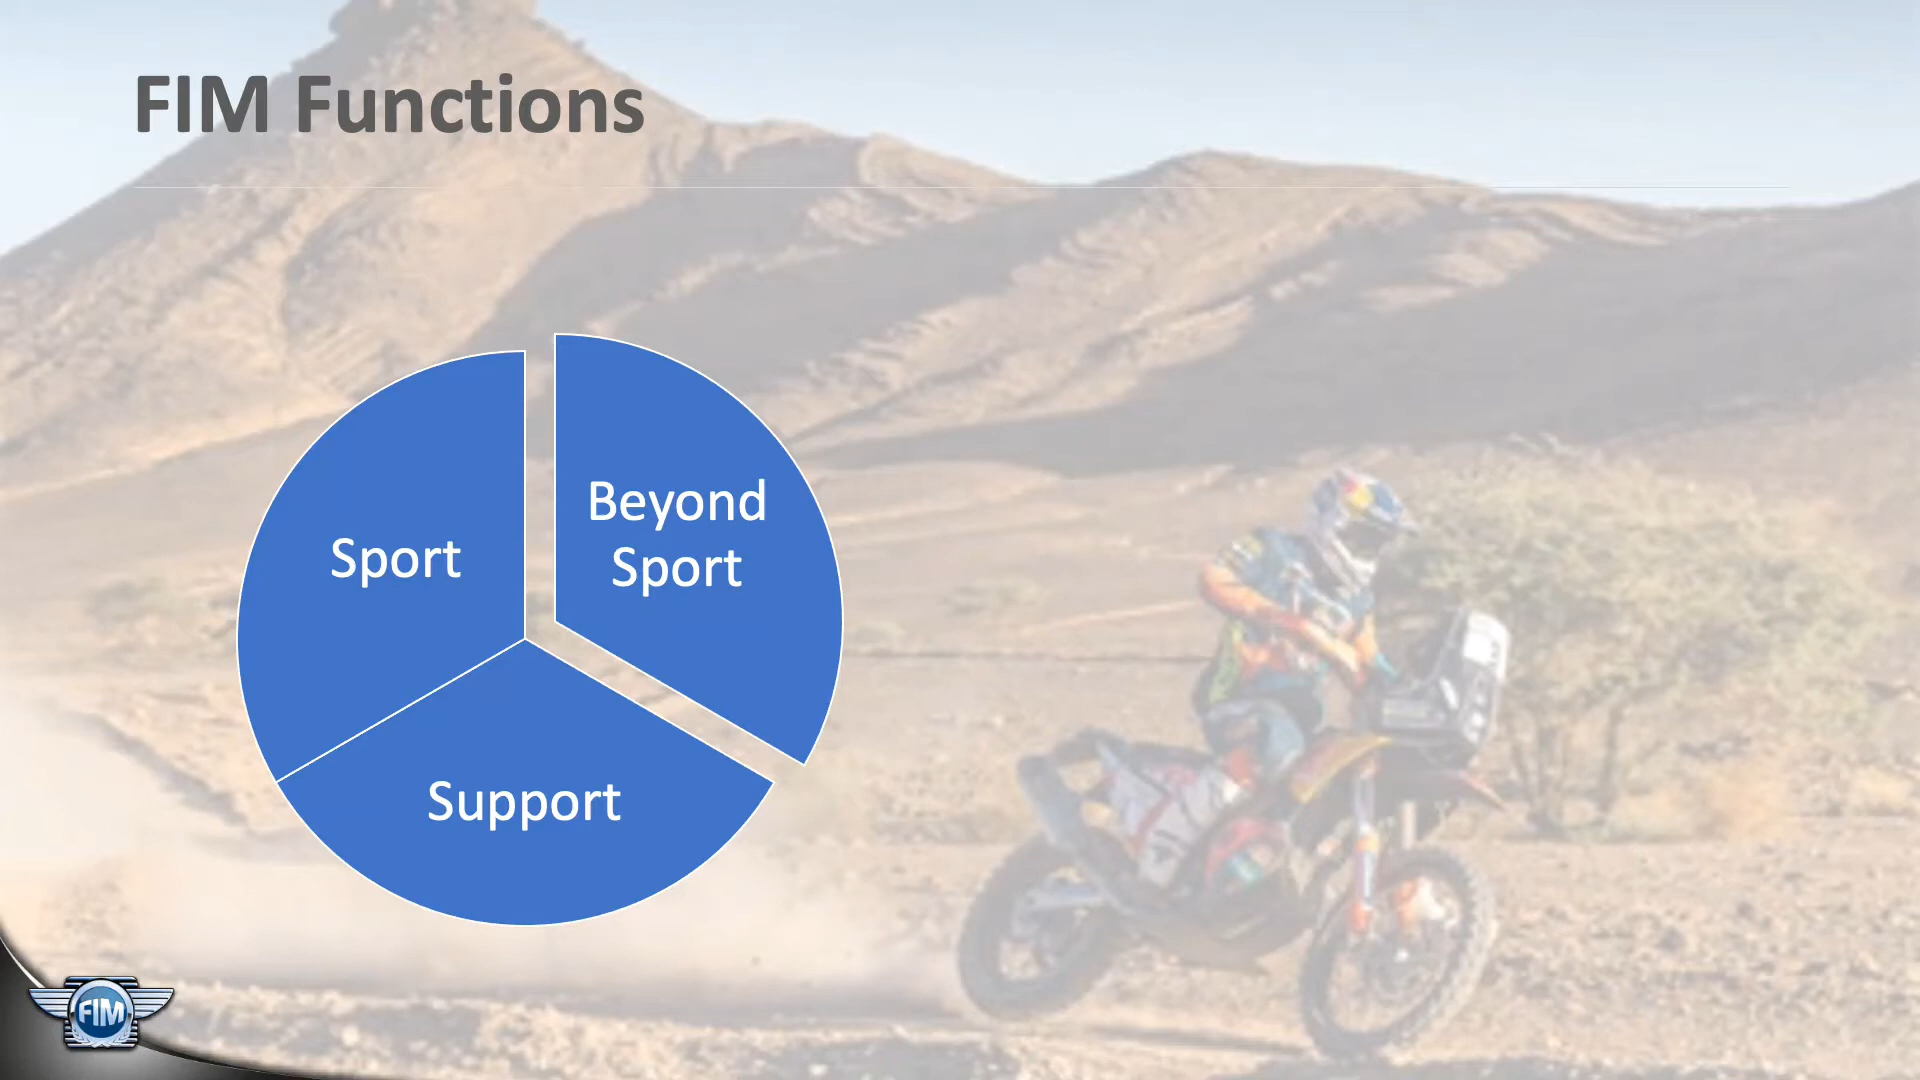 FIM Functions
Beyond
Sport
Sport
Support
FIM